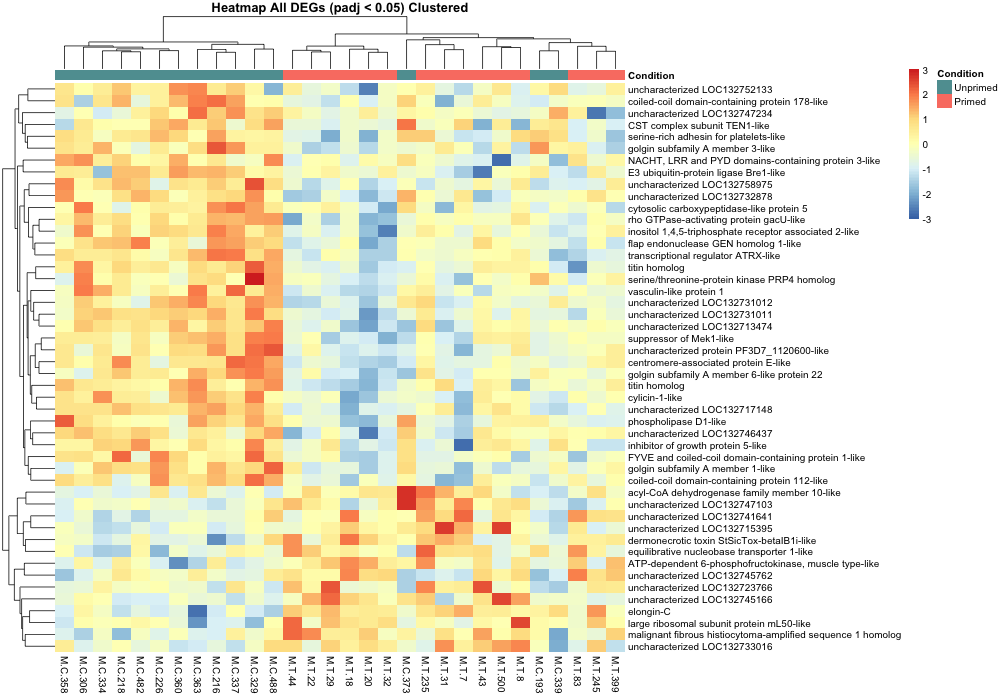 Heatmap All DEGs (padj < 0.05) Clustered
Condition
uncharacterized LOC132752133
coiled-coil domain-containing protein 178-like
uncharacterized LOC132747234
CST complex subunit TEN1-like
serine-rich adhesin for platelets-like
golgin subfamily A member 3-like
NACHT, LRR and PYD domains-containing protein 3-like
E3 ubiquitin-protein ligase Bre1-like
uncharacterized LOC132758975
uncharacterized LOC132732878
cytosolic carboxypeptidase-like protein 5
rho GTPase-activating protein gacU-like
inositol 1,4,5-triphosphate receptor associated 2-like
flap endonuclease GEN homolog 1-like
transcriptional regulator ATRX-like
titin homolog
serine/threonine-protein kinase PRP4 homolog
vasculin-like protein 1
uncharacterized LOC132731012
uncharacterized LOC132731011
uncharacterized LOC132713474
suppressor of Mek1-like
uncharacterized protein PF3D7_1120600-like
centromere-associated protein E-like
golgin subfamily A member 6-like protein 22
titin homolog
cylicin-1-like
uncharacterized LOC132717148
phospholipase D1-like
uncharacterized LOC132746437
inhibitor of growth protein 5-like
FYVE and coiled-coil domain-containing protein 1-like
golgin subfamily A member 1-like
coiled-coil domain-containing protein 112-like
acyl-CoA dehydrogenase family member 10-like
uncharacterized LOC132747103
uncharacterized LOC132741641
uncharacterized LOC132715395
dermonecrotic toxin StSicTox-betaIB1i-like
equilibrative nucleobase transporter 1-like
ATP-dependent 6-phosphofructokinase, muscle type-like
uncharacterized LOC132745762
uncharacterized LOC132723766
uncharacterized LOC132745166
elongin-C
large ribosomal subunit protein mL50-like
malignant fibrous histiocytoma-amplified sequence 1 homolog
uncharacterized LOC132733016
3
2
1
0
-1
-2
-3
Condition
Unprimed
Primed
M.C.358
M.C.306
M.C.334
M.C.218
M.C.482
M.C.226
M.C.360
M.C.363
M.C.216
M.C.337
M.C.329
M.C.488
M.T.44
M.T.22
M.T.29
M.T.18
M.T.20
M.T.32
M.C.373
M.T.235
M.T.31
M.T.7
M.T.43
M.T.500
M.T.8
M.C.193
M.C.339
M.T.83
M.T.245
M.T.399